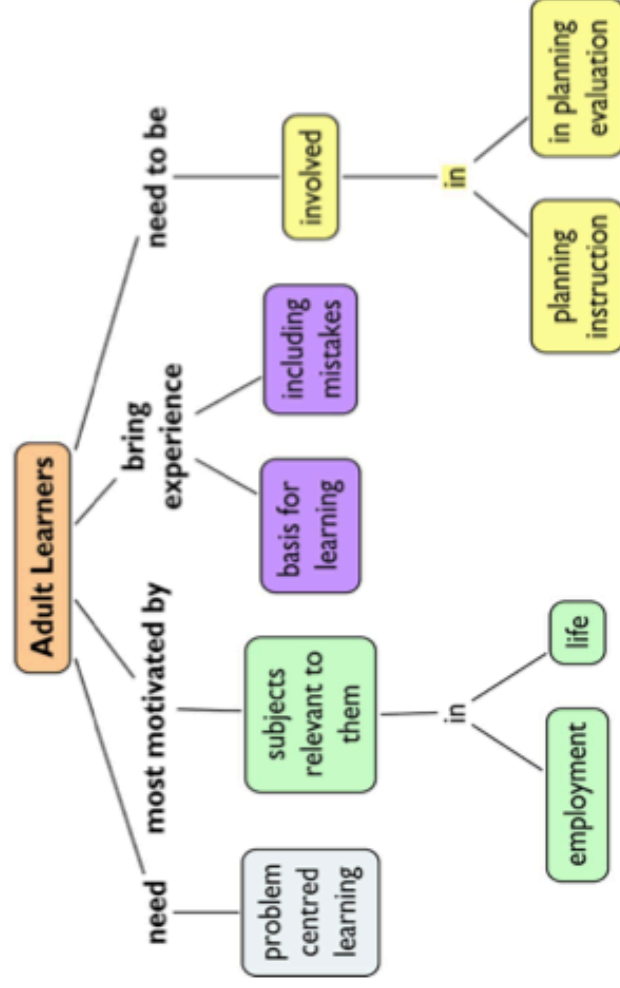 Adult Learners
need
most motivated by
bring
experience
need to be
problem
centred
learning
subjects
relevant to
them
basis for
learning
including
mistakes
involved
in
in
employment
life
planning
instruction
in planning
evaluation